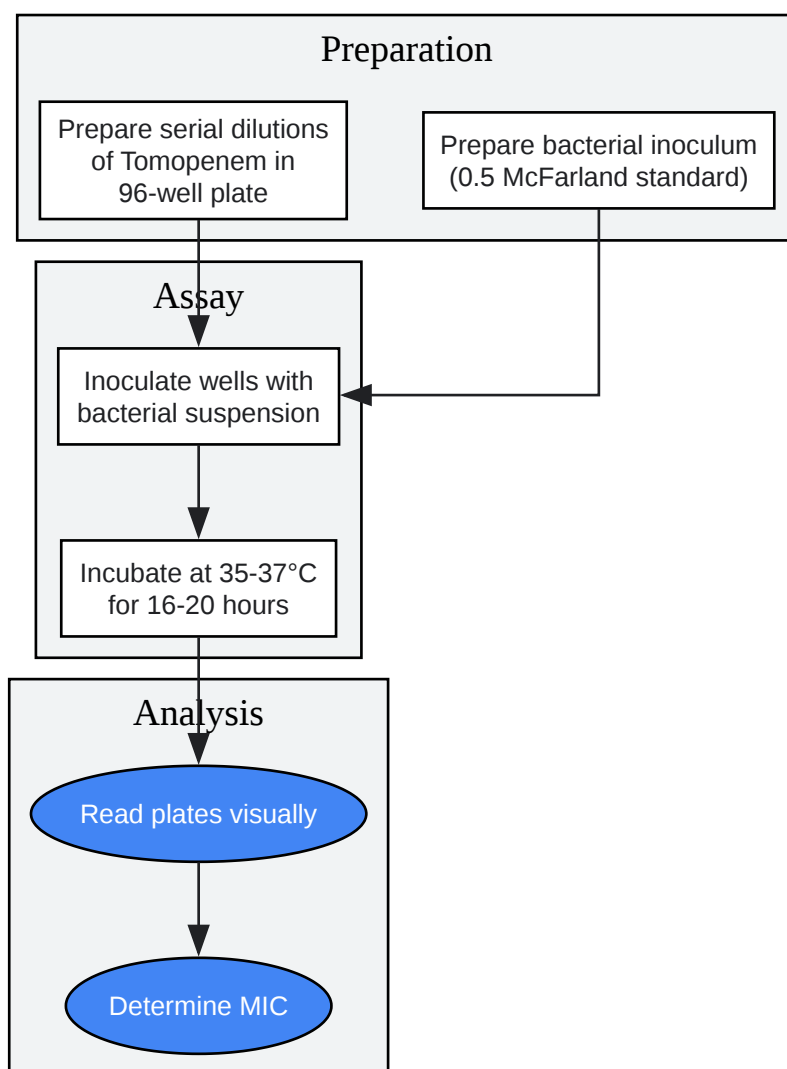 Preparation
Prepare serial dilutions
of Tomopenem in
96-well plate
Prepare bacterial inoculum
(0.5 McFarland standard)
Assay
Inoculate wells with
bacterial suspension
Incubate at 35-37°C
for 16-20 hours
Analysis
Read plates visually
Determine MIC